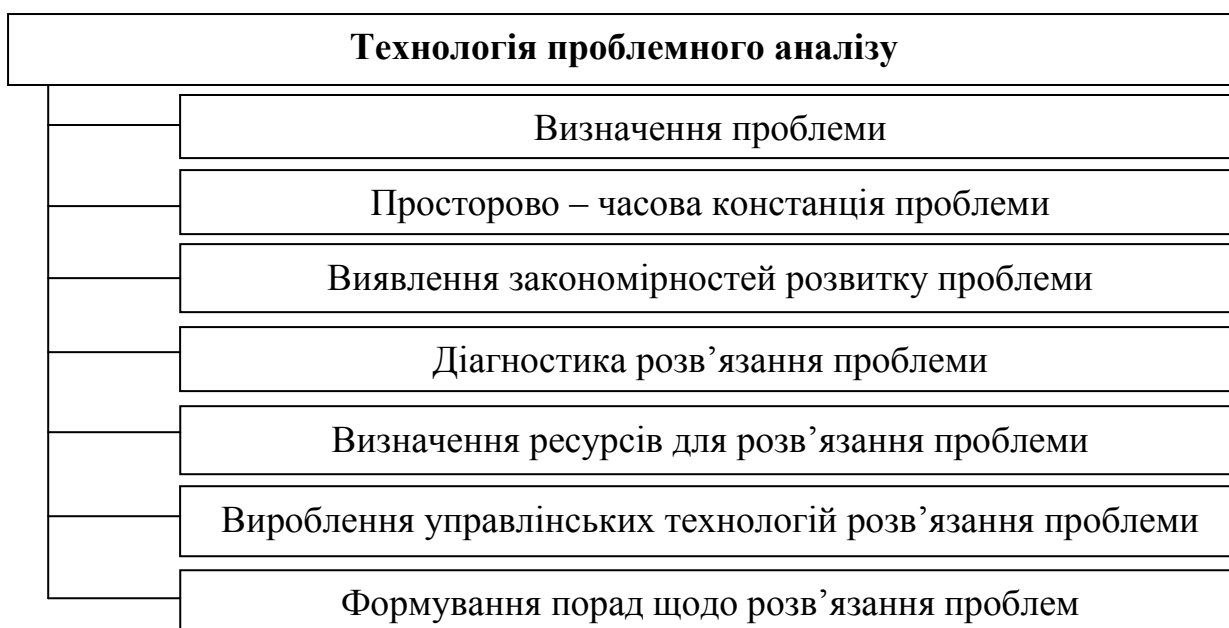 Технологія проблемного аналізу
Визначення проблеми
Просторово – часова констанція проблеми
Виявлення закономірностей розвитку проблеми
Діагностика розв’язання проблеми
Визначення ресурсів для розв’язання проблеми
Вироблення управлінських технологій розв’язання проблеми
Формування порад щодо розв’язання проблем